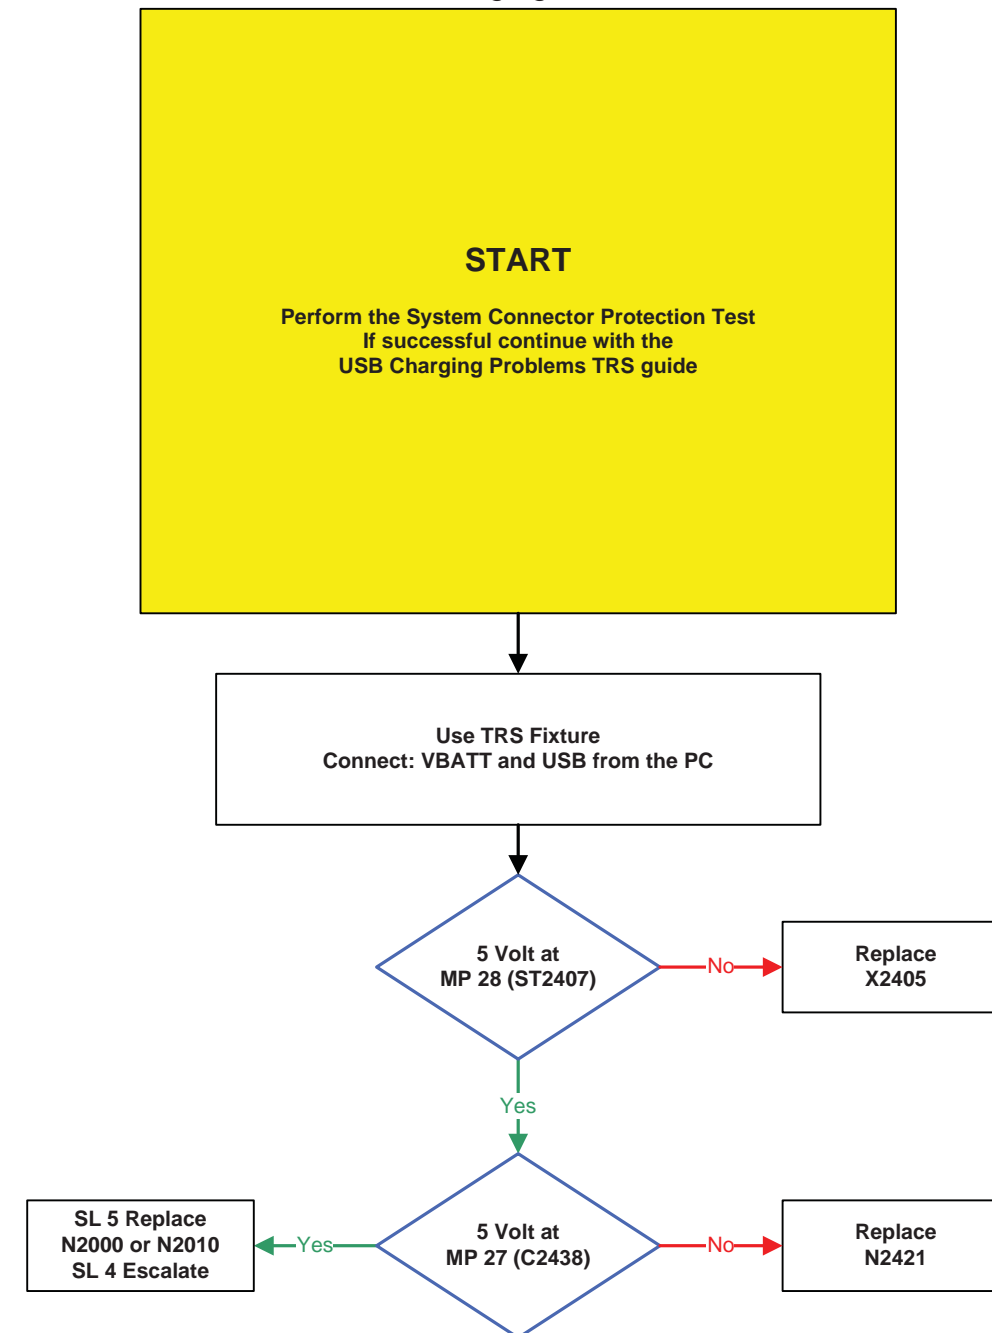 START
Perform the System Connector Protection Test
If successful continue with the
USB Charging Problems TRS guide
Use TRS Fixture
Connect: VBATT and USB from the PC
5 Volt at
MP 28 (ST2407)
No
Replace
X2405
Yes
SL 5 Replace
N2000 or N2010
SL 4 Escalate
Yes
5 Volt at
MP 27 (C2438)
No
Replace
N2421